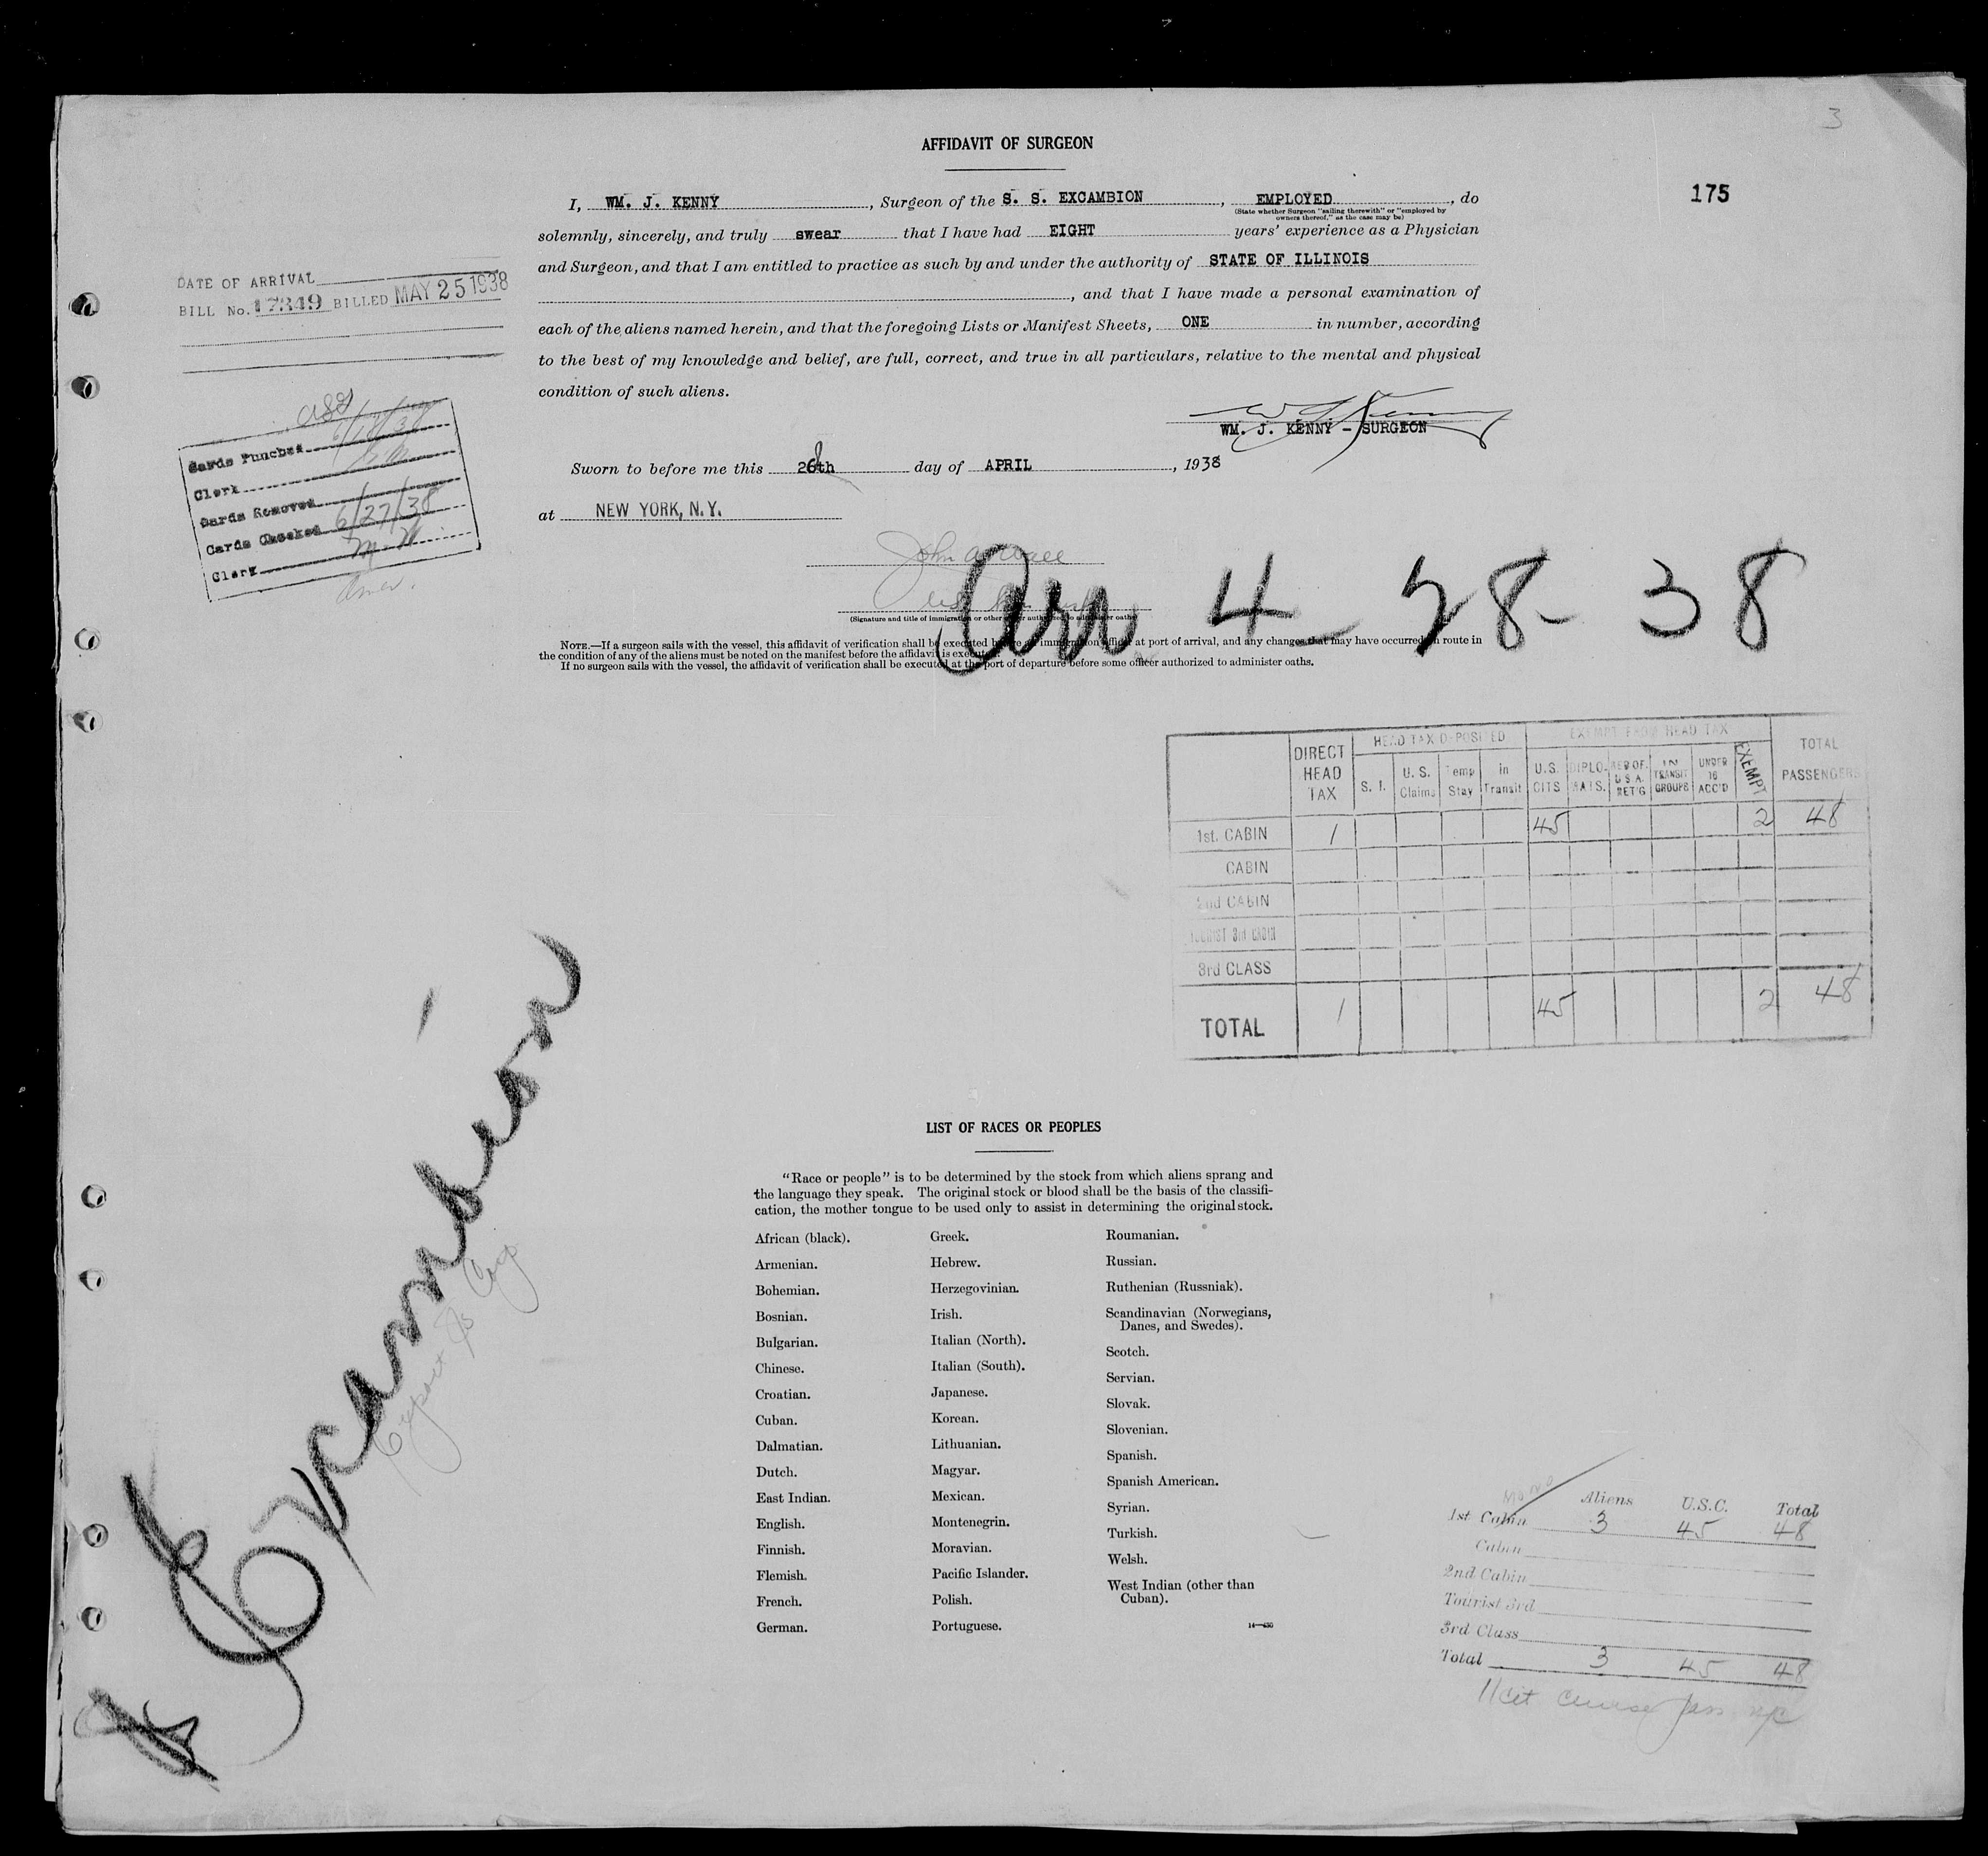 3
AFFIDAVIT OF SURGEON
175
I, WM. J. KENNY, Surgeon of the S. S. EXCAMBION, EMPLOYED, do
(State whether Surgeon "sailing therewith" or "employed by
owners thereof," as the case may be)
solemnly, sincerely, and truly swear that I have had EIGHT years' experience as a Physician
and Surgeon, and that I am entitled to practice as such by and under the authority of STATE OF ILLINOIS
, and that I have made a personal examination of
each of the aliens named herein, and that the foregoing Lists or Manifest Sheets, ONE in number, according
to the best of my knowledge and belief, are full, correct, and true in all particulars, relative to the mental and physical
condition of such aliens.
DATE OF ARRIVAL
BILL No. 17349 BILLED MAY 25 1938
Cards Punched
Clerk
Cards Removed
Cards Checked 6/27/38
Clerk
WM. J. KENNY - SURGEON
Sworn to before me this 28th day of APRIL, 1938
at NEW YORK, N.Y.
(Signature and title of immigration or other officer authorized to administer oaths)
Arr 4-28-38
NOTE.—If a surgeon sails with the vessel, this affidavit of verification shall be executed before an immigration officer at port of arrival, and any changes that may have occurred en route in
the condition of any of the aliens must be noted on the manifest before the affidavit is executed.
If no surgeon sails with the vessel, the affidavit of verification shall be executed at the port of departure before some officer authorized to administer oaths.
DIRECT HEAD TAX
HEAD TAX DEPOSITED
EXEMPT FROM HEAD TAX
TOTAL PASSENGERS
S. I. U. S. Claims Temp Stay In Transit U.S. CITS DIPLO-MATS. RES OF. U S A. RET'G IN TRANSIT GROUPS UNDER 16 ACC'D EXEMPT
1st. CABIN 1 45 2 48
CABIN
2nd CABIN
TOURIST 3rd CABIN
3rd CLASS
TOTAL 1 45 2 48
Excambion
LIST OF RACES OR PEOPLES
"Race or people" is to be determined by the stock from which aliens sprang and
the language they speak. The original stock or blood shall be the basis of the classifi-
cation, the mother tongue to be used only to assist in determining the original stock.
African (black).
Armenian.
Bohemian.
Bosnian.
Bulgarian.
Chinese.
Croatian.
Cuban.
Dalmatian.
Dutch.
East Indian.
English.
Finnish.
Flemish.
French.
German.
Greek.
Hebrew.
Herzegovinian.
Irish.
Italian (North).
Italian (South).
Japanese.
Korean.
Lithuanian.
Magyar.
Mexican.
Montenegrin.
Moravian.
Pacific Islander.
Polish.
Portuguese.
Roumanian.
Russian.
Ruthenian (Russniak).
Scandinavian (Norwegians,
Danes, and Swedes).
Scotch.
Servian.
Slovak.
Slovenian.
Spanish.
Spanish American.
Syrian.
Turkish.
Welsh.
West Indian (other than
Cuban).
Aliens U.S.C. Total
1st Cabin 3 45 48
Cabin
2nd Cabin
Tourist 3rd
3rd Class
Total 3 45 48